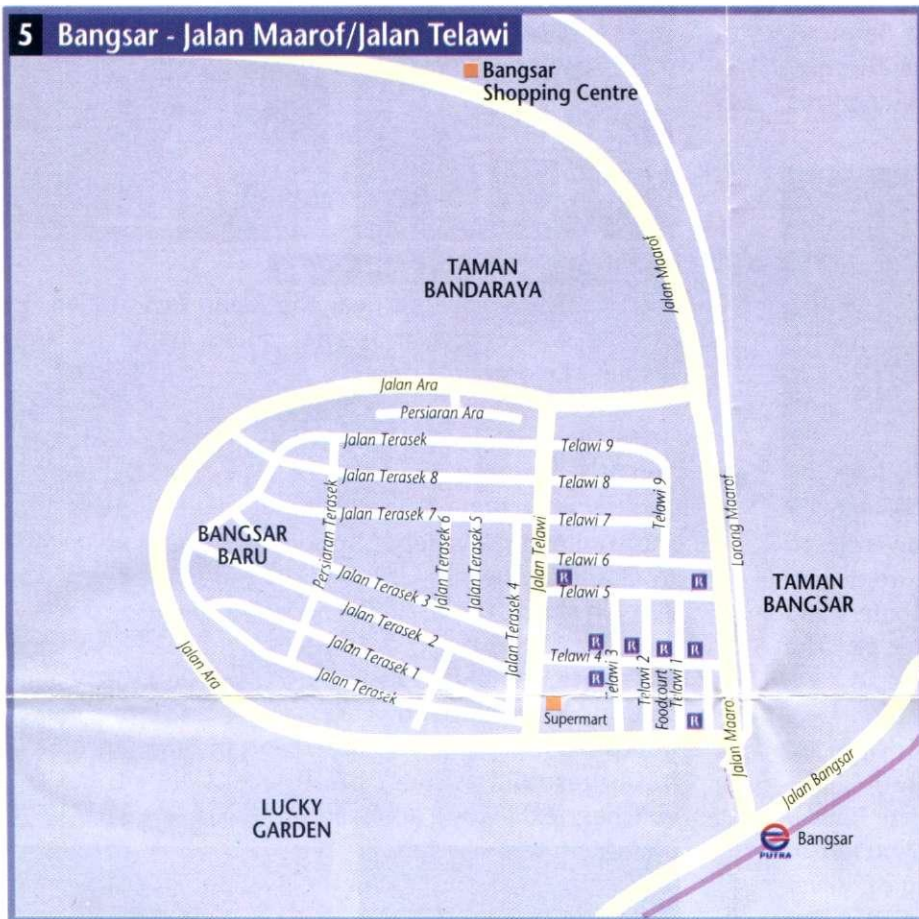 5 Bangsar - Jalan Maarof/Jalan Telawi
Bangsar
Shopping Centre
TAMAN
BANDARAYA
Jalan Maarof
Jalan Ara
Persiaran Ara
Jalan Terasek
Telawi 9
Jalan Terasek 8
Telawi 8
Telawi 9
Jalan Terasek 7
Telawi 7
Persiaran Terasek
Jalan Terasek 6
Jalan Terasek 5
Jalan Telawi
Lorong Maarof
BANGSAR
BARU
Telawi 6
R
R
Jalan Terasek 3
Telawi 5
Jalan Terasek 4
TAMAN
BANGSAR
Jalan Terasek 2
R
R
R
R
Jalan Terasek 1
Telawi 4
Telawi 3
Telawi 2
Foodcourt
Telawi 1
R
Jalan Ara
Jalan Terasek
Supermart
R
Jalan Maarof
Jalan Bangsar
LUCKY
GARDEN
PUTRA
Bangsar